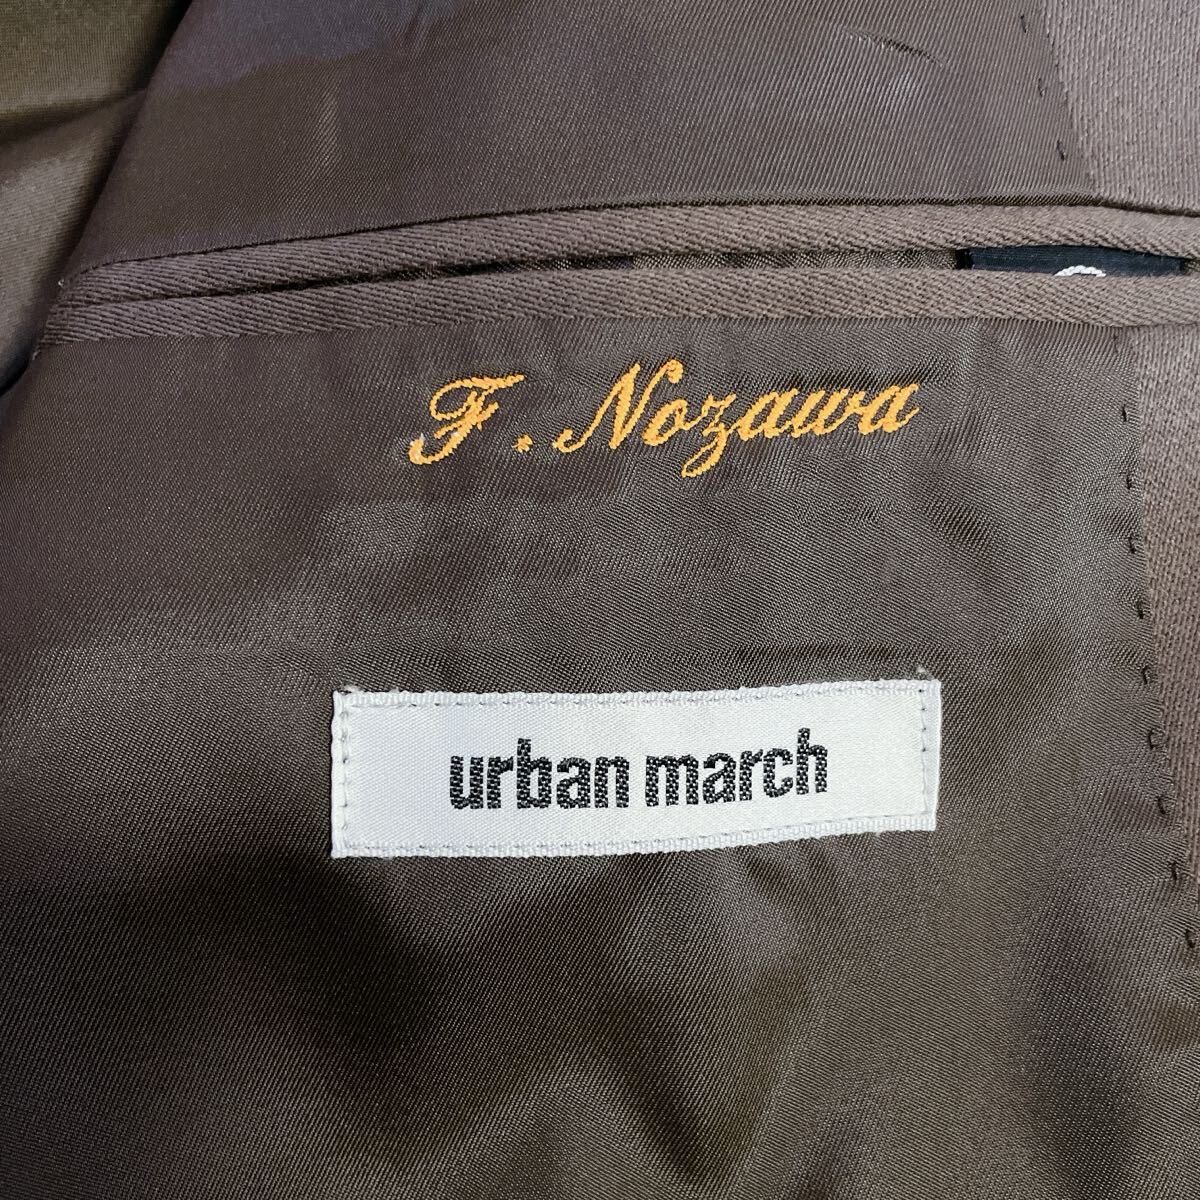 F. Nozawa
urban march